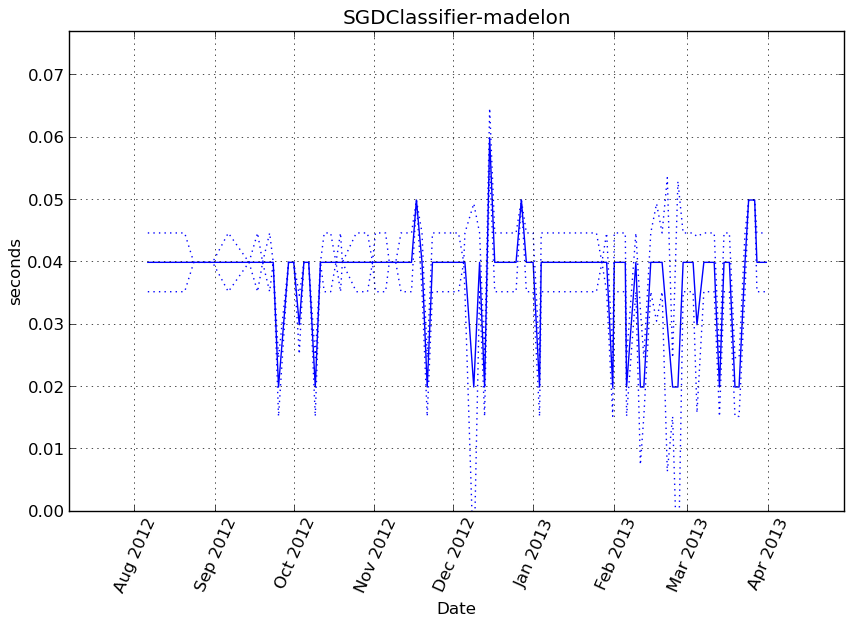 SGDClassifier-madelon
0.07
0.06
0.05
0.04
0.03
0.02
0.01
0.00
seconds
Aug 2012
Sep 2012
Oct 2012
Nov 2012
Dec 2012
Jan 2013
Feb 2013
Mar 2013
Apr 2013
Date